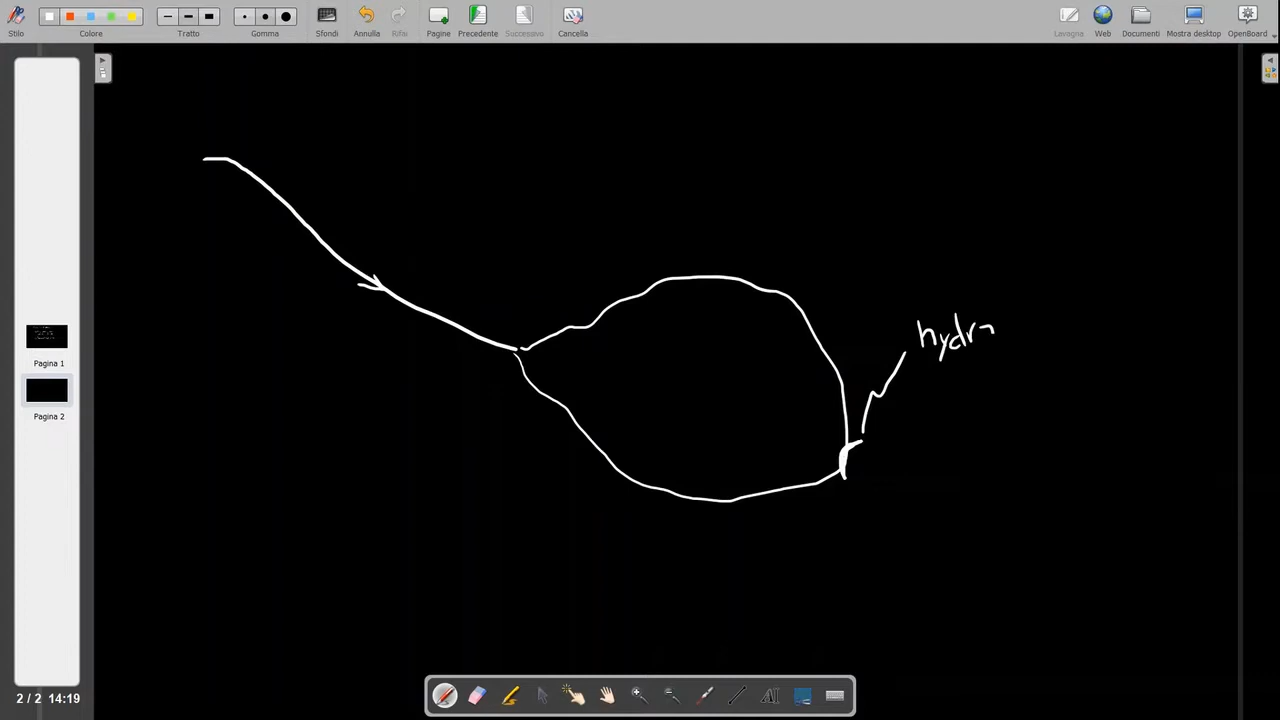 Stilo
Colore
Tratto
Gomma
Sfondi
Annulla
Rifai
Pagine
Precedente
Successivo
Cancella
Lavagna
Web
Documenti
Mostra desktop
OpenBoard
Pagina 1
Pagina 2
hydr
2 / 2 14:19